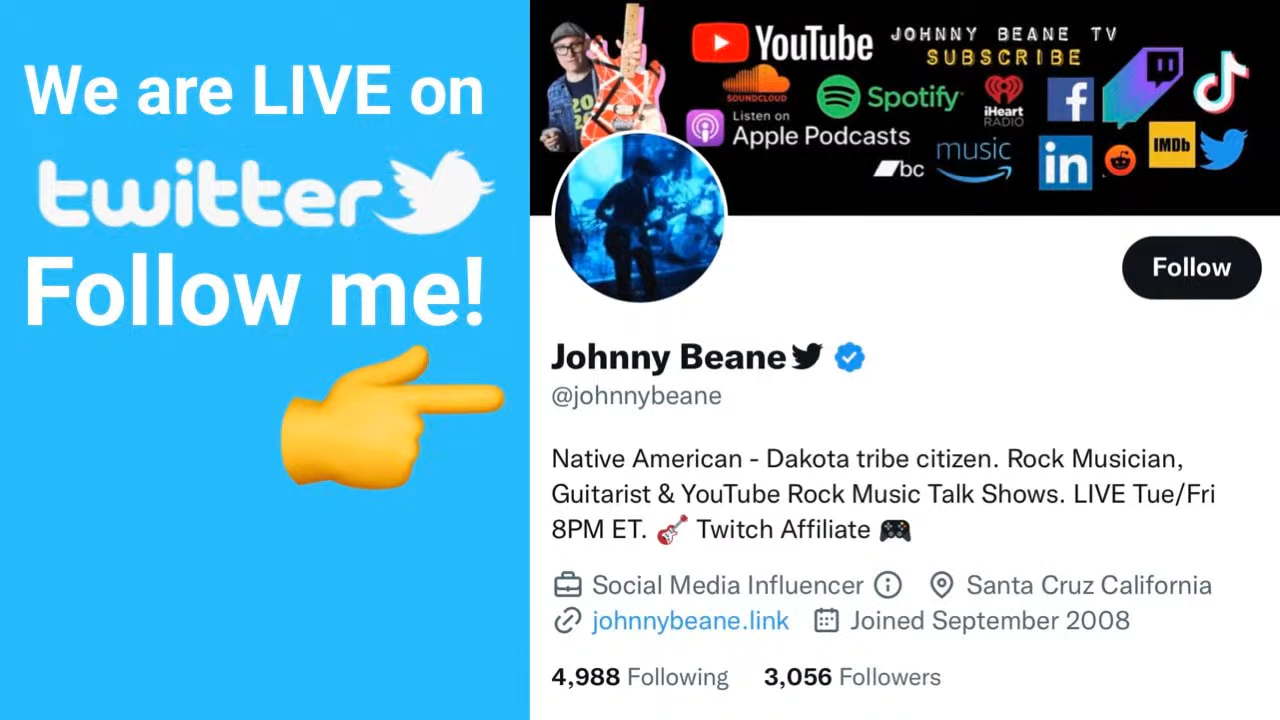 We are LIVE on
twitter
Follow me!
YouTube
JOHNNY BEANE TV
SUBSCRIBE
SOUNDCLOUD
Spotify
iHeart
RADIO
f
Listen on
Apple Podcasts
bc
music
in
IMDb
20
Follow
Johnny Beane
@johnnybeane
Native American - Dakota tribe citizen. Rock Musician,
Guitarist & YouTube Rock Music Talk Shows. LIVE Tue/Fri
8PM ET. 🎸 Twitch Affiliate 🎮
Social Media Influencer
Santa Cruz California
johnnybeane.link
Joined September 2008
4,988 Following
3,056 Followers